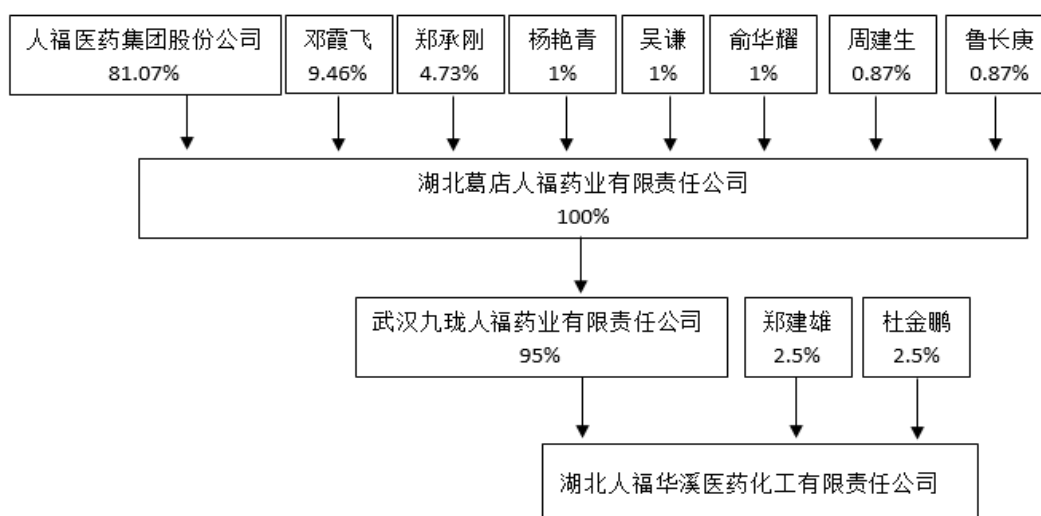 人福医药集团股份公司
81.07%
邓霞飞
9.46%
郑承刚
4.73%
杨艳青
1%
吴谦
1%
俞华耀
1%
周建生
0.87%
鲁长庚
0.87%
湖北葛店人福药业有限责任公司
100%
武汉九珑人福药业有限责任公司
95%
郑建雄
2.5%
杜金鹏
2.5%
湖北人福华溪医药化工有限责任公司